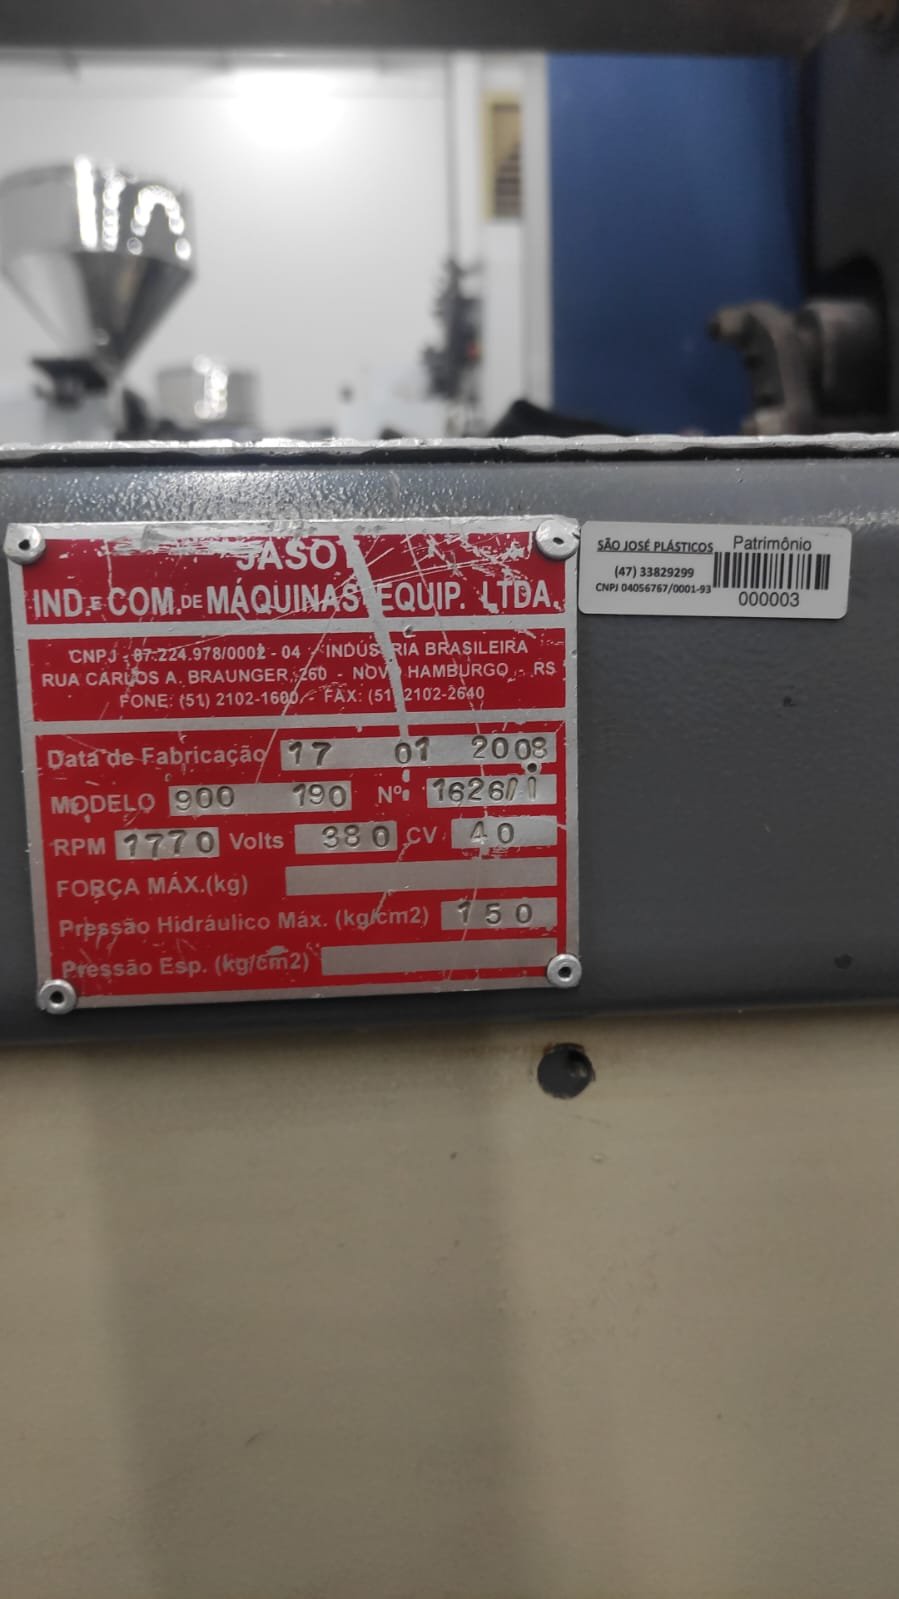 JASOT
IND. E COM. DE MÁQUINAS EQUIP. LTDA.
CNPJ - 87.224.978/0002 - 04 - INDÚSTRIA BRASILEIRA
RUA CARLOS A. BRAUNGER, 260 - NOVO HAMBURGO - RS
FONE: (51) 2102-1600 - FAX: (51) 2102-2640
Data de Fabricação 17 01 2008
MODELO 900 190 Nº 1626/1
RPM 1770 Volts 380 CV 40
FORÇA MÁX.(kg)
Pressão Hidráulico Máx. (kg/cm2) 150
Pressão Esp. (kg/cm2)
SÃO JOSÉ PLÁSTICOS Patrimônio
(47) 33829299
CNPJ 04056767/0001-93
000003